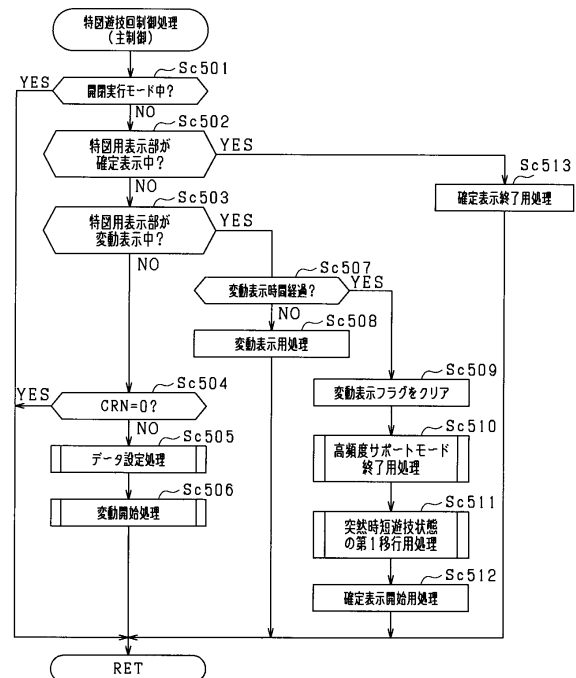 特図遊技回制御処理
(主制御)
Sc501
YES
開閉実行モード中?
NO
Sc502
特図用表示部が
確定表示中?
YES
Sc513
確定表示終了用処理
NO
Sc503
特図用表示部が
変動表示中?
YES
NO
Sc507
変動表示時間経過?
YES
NO
Sc508
変動表示用処理
Sc509
変動表示フラグをクリア
Sc504
YES
CRN=0?
NO
Sc510
高頻度サポートモード
終了用処理
Sc505
データ設定処理
Sc506
変動開始処理
Sc511
突然時短遊技状態
の第1移行用処理
Sc512
確定表示開始用処理
RET